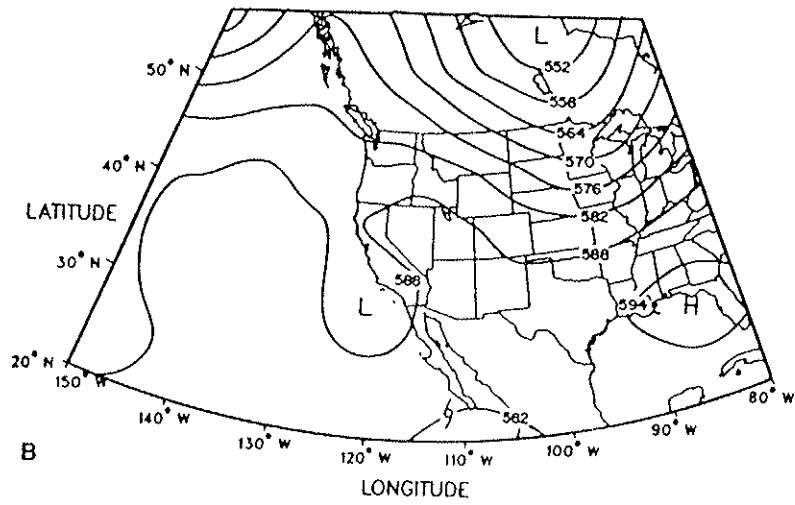 L
50° N
552
558
564
40° N
570
576
LATITUDE
582
588
30° N
588
L
594
H
20° N
150° W
80° W
140° W
582
90° W
B
130° W
120° W
110° W
100° W
LONGITUDE